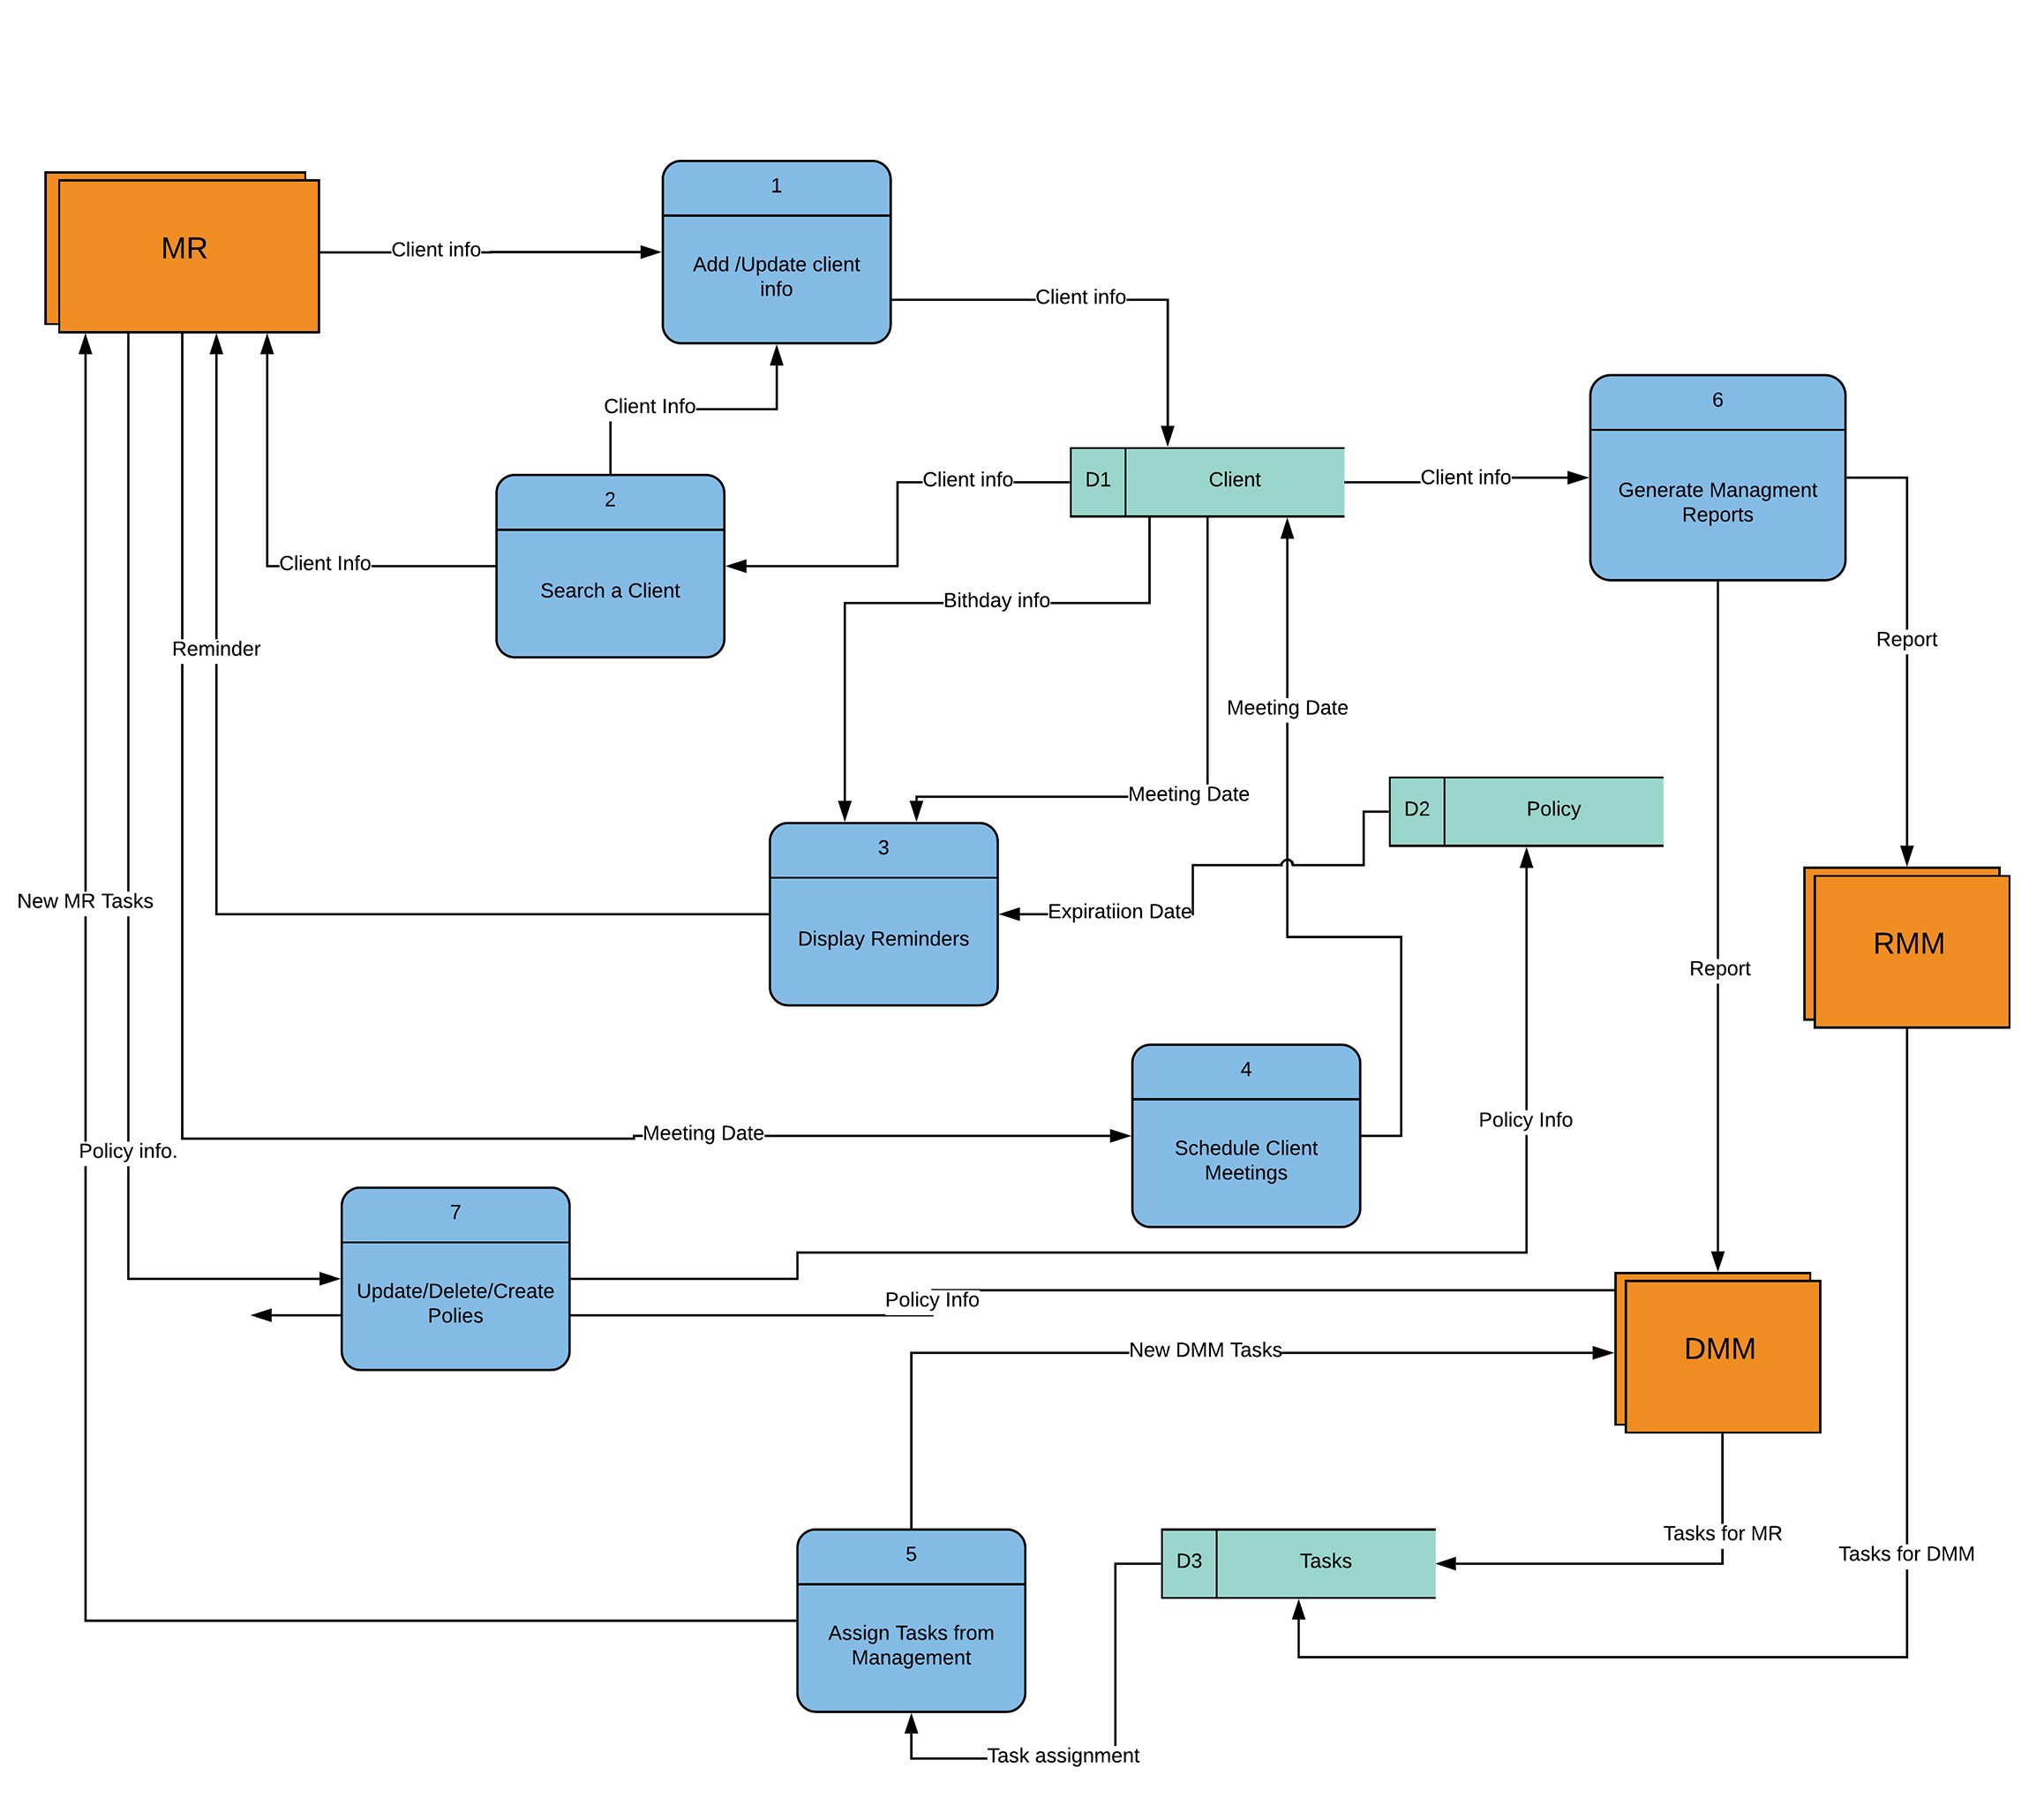 1
MR
Client info
Add /Update client
info
Client info
6
Client Info
Client info
D1
Client
Client info
Generate Managment
Reports
2
Client Info
Search a Client
Bithday info
Reminder
Report
Meeting Date
Meeting Date
D2
Policy
3
New MR Tasks
Expiratiion Date
Display Reminders
RMM
Report
4
Policy Info
Meeting Date
Policy info.
Schedule Client
Meetings
7
Update/Delete/Create
Polies
Policy Info
New DMM Tasks
DMM
5
Tasks for MR
D3
Tasks
Tasks for DMM
Assign Tasks from
Management
Task assignment